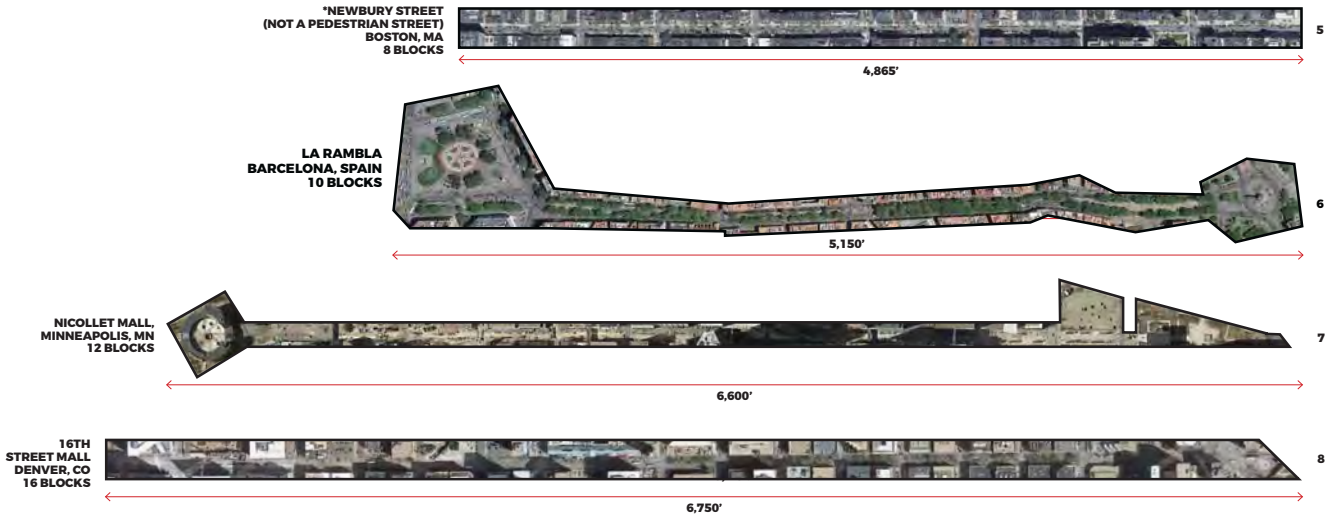 *NEWBURY STREET
(NOT A PEDESTRIAN STREET)
BOSTON, MA
8 BLOCKS
5
4,865'
LA RAMBLA
BARCELONA, SPAIN
10 BLOCKS
6
5,150'
NICOLLET MALL,
MINNEAPOLIS, MN
12 BLOCKS
7
6,600'
16TH
STREET MALL
DENVER, CO
16 BLOCKS
8
6,750'